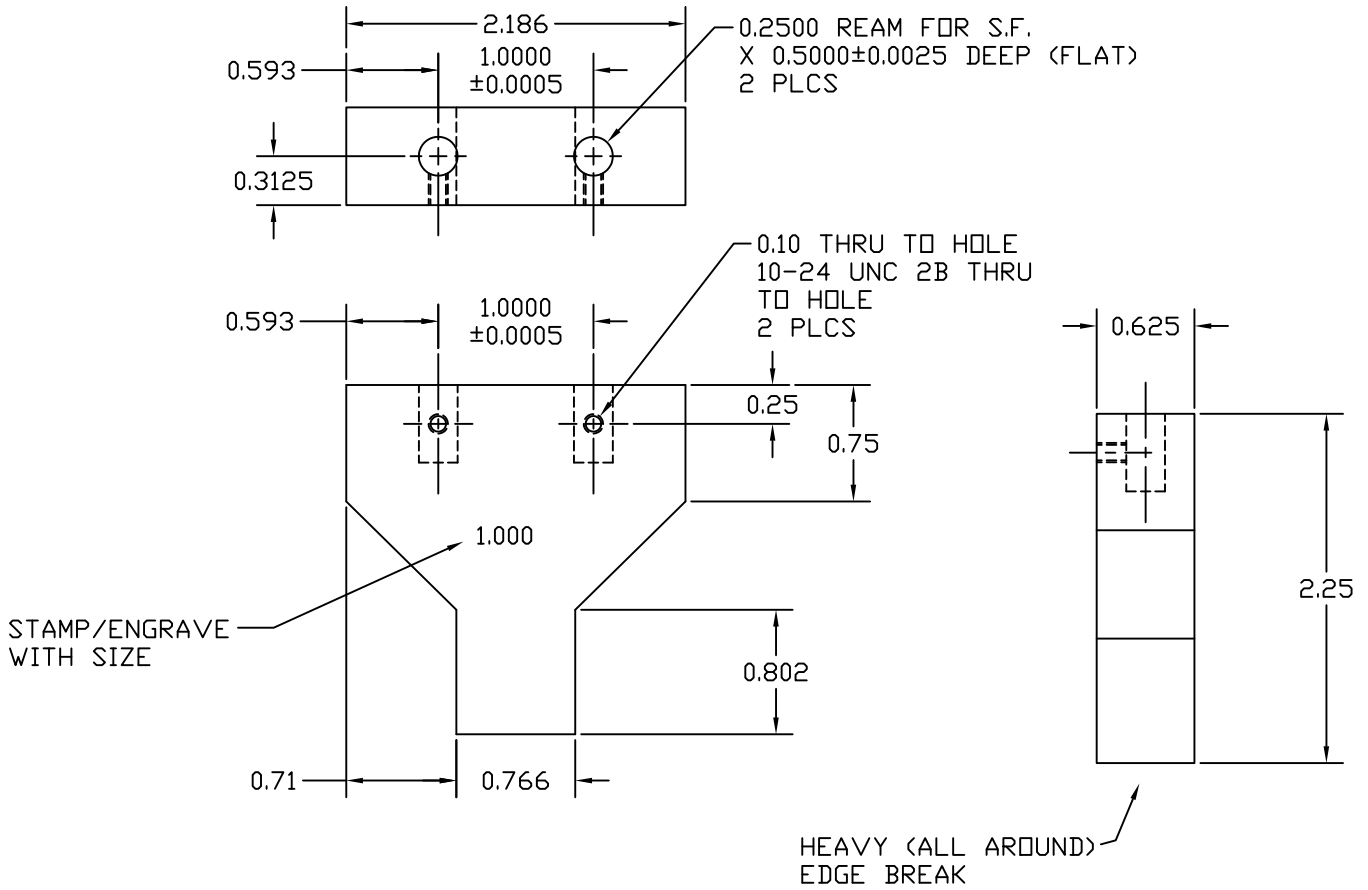 2.186
0.593
1.0000
±0.0005
0.2500 REAM FOR S.F.
X 0.5000±0.0025 DEEP (FLAT)
2 PLCS
0.3125
0.10 THRU TO HOLE
10-24 UNC 2B THRU
TO HOLE
2 PLCS
0.593
1.0000
±0.0005
0.625
0.25
0.75
1.000
2.25
STAMP/ENGRAVE
WITH SIZE
0.802
0.71
0.766
HEAVY (ALL AROUND)
EDGE BREAK